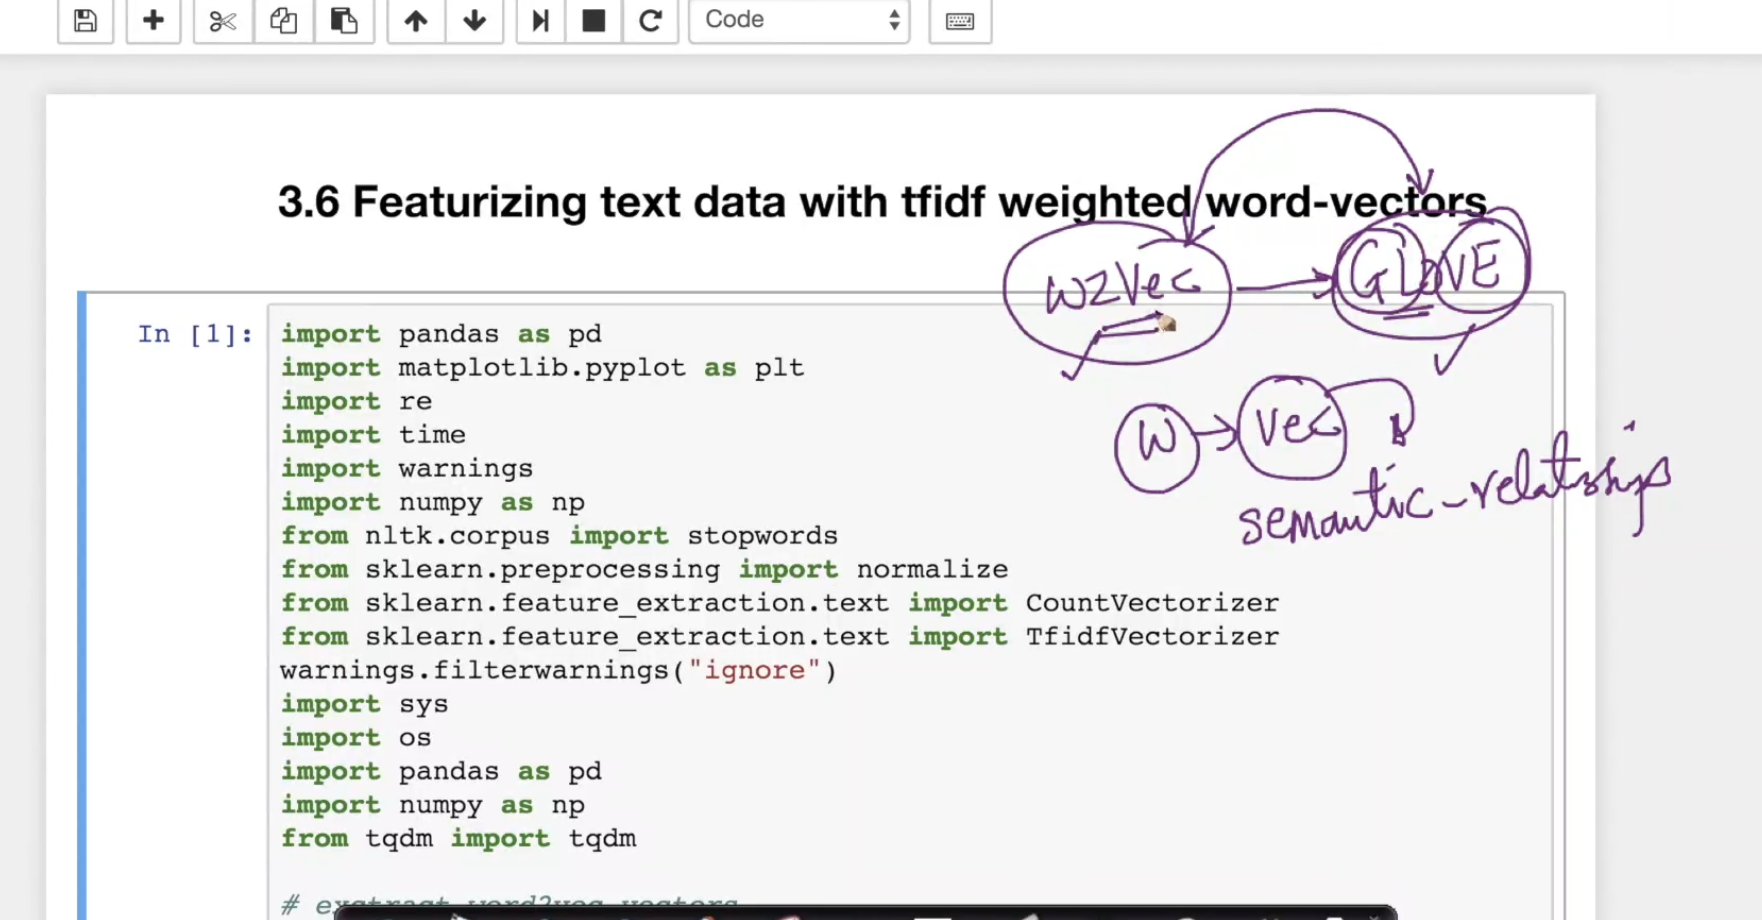 Code
3.6 Featurizing text data with tfidf weighted word-vectors
W2Vec GLOVE
In [1]:
import pandas as pd
import matplotlib.pyplot as plt
import re
import time
W Vec
import warnings
semantic-relatioships
import numpy as np
from nltk.corpus import stopwords
from sklearn.preprocessing import normalize
from sklearn.feature_extraction.text import CountVectorizer
from sklearn.feature_extraction.text import TfidfVectorizer
warnings.filterwarnings("ignore")
import sys
import os
import pandas as pd
import numpy as np
from tqdm import tqdm
# exctract word2vec vectors